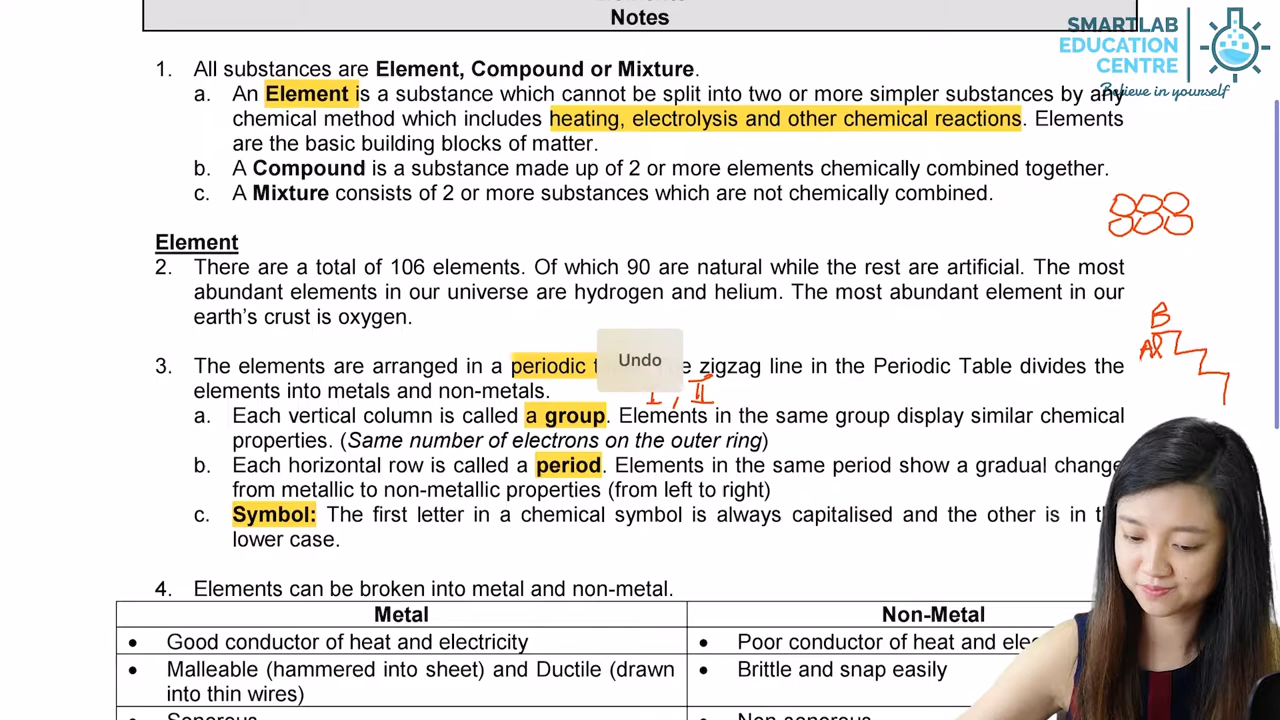 Notes
SMARTLAB
EDUCATION
CENTRE
Believe in yourself
1. All substances are Element, Compound or Mixture.
a. An Element is a substance which cannot be split into two or more simpler substances by any
chemical method which includes heating, electrolysis and other chemical reactions. Elements
are the basic building blocks of matter.
b. A Compound is a substance made up of 2 or more elements chemically combined together.
c. A Mixture consists of 2 or more substances which are not chemically combined.
Element
2. There are a total of 106 elements. Of which 90 are natural while the rest are artificial. The most
abundant elements in our universe are hydrogen and helium. The most abundant element in our
earth's crust is oxygen.
B
Al
3. The elements are arranged in a periodic zigzag line in the Periodic Table divides the
Undo
elements into metals and non-metals.
I, II
a. Each vertical column is called a group. Elements in the same group display similar chemical
properties. (Same number of electrons on the outer ring)
b. Each horizontal row is called a period. Elements in the same period show a gradual change
from metallic to non-metallic properties (from left to right)
c. Symbol: The first letter in a chemical symbol is always capitalised and the other is in
lower case.
4. Elements can be broken into metal and non-metal.
Metal
Non-Metal
• Good conductor of heat and electricity
• Poor conductor of heat and
• Malleable (hammered into sheet) and Ductile (drawn
into thin wires)
• Brittle and snap easily